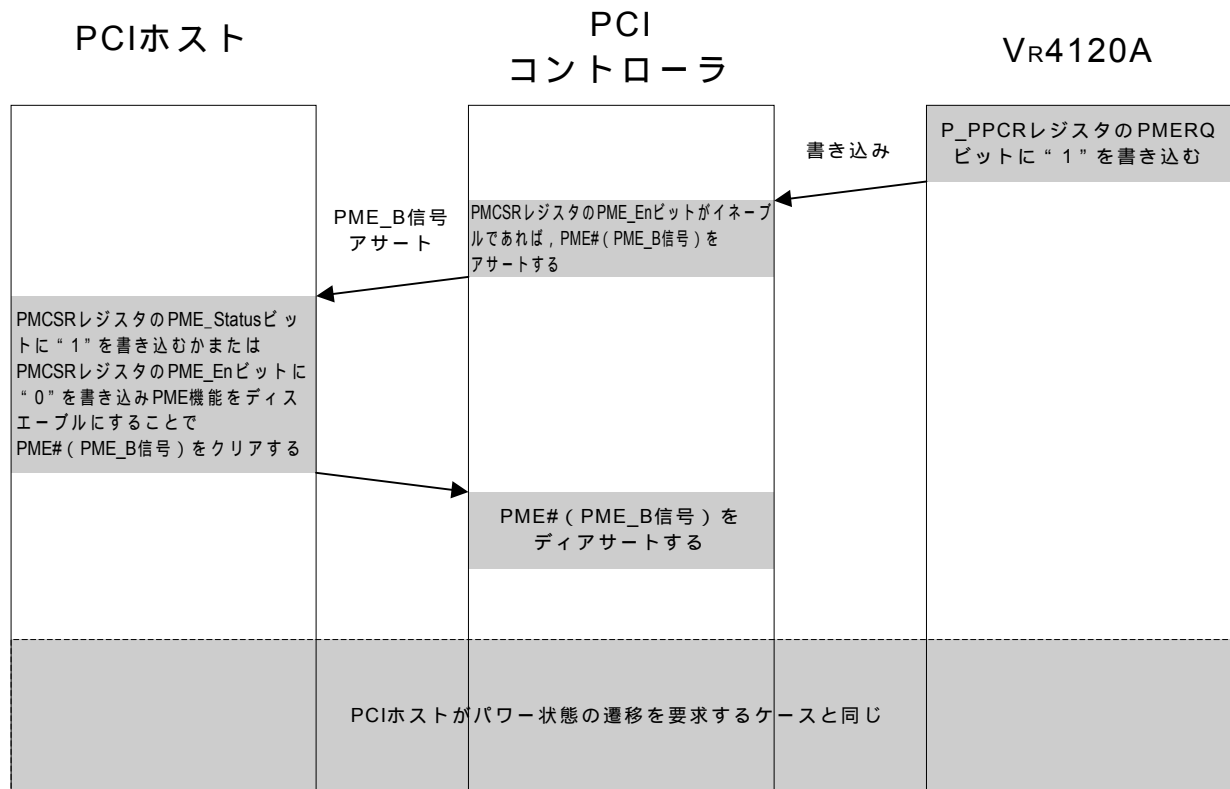 PCIホスト
PCI
コントローラ
VR4120A
P_PPCRレジスタのPMERQ
ビットに“1”を書き込む
書き込み
PMCSRレジスタのPME_Enビットがイネーブ
ルであれば，PME#（PME_B信号）を
アサートする
PME_B信号
アサート
PMCSRレジスタのPME_Statusビッ
トに“1”を書き込むかまたは
PMCSRレジスタのPME_Enビットに
“0”を書き込みPME機能をディス
エーブルにすることで
PME#（PME_B信号）をクリアする
PME#（PME_B信号）を
ディアサートする
PCIホストがパワー状態の遷移を要求するケースと同じ